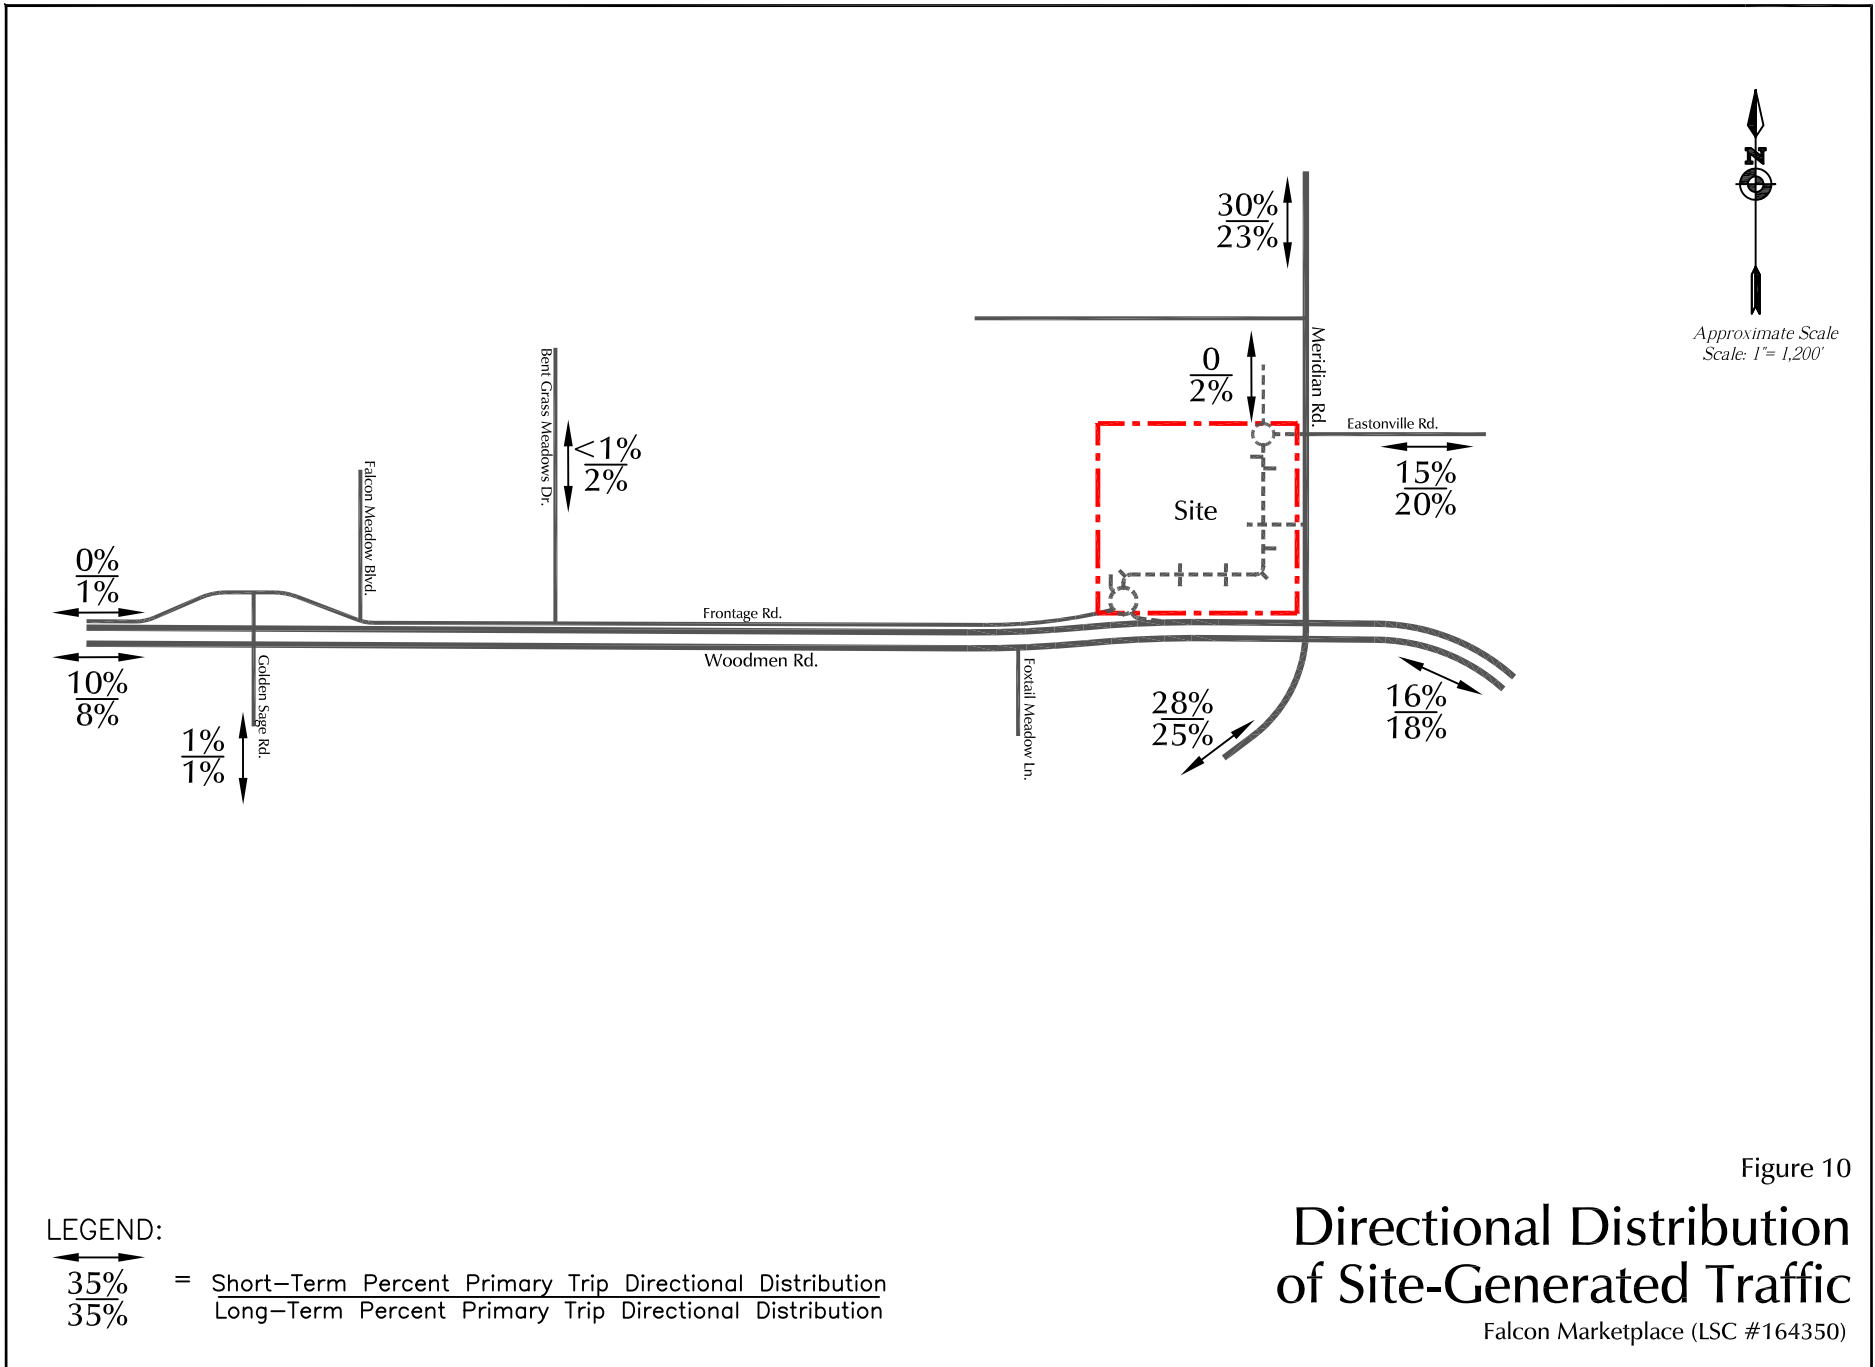 N
Approximate Scale
Scale: 1"= 1,200'
30%
23%
Meridian Rd.
0
2%
Eastonville Rd.
15%
20%
Bent Grass Meadows Dr.
<1%
2%
Falcon Meadow Blvd.
Site
0%
1%
Frontage Rd.
Woodmen Rd.
10%
8%
Golden Sage Rd.
1%
1%
Foxtail Meadow Ln.
28%
25%
16%
18%
Figure 10
Directional Distribution
of Site-Generated Traffic
Falcon Marketplace (LSC #164350)
LEGEND:
35%
35%
= Short-Term Percent Primary Trip Directional Distribution
Long-Term Percent Primary Trip Directional Distribution